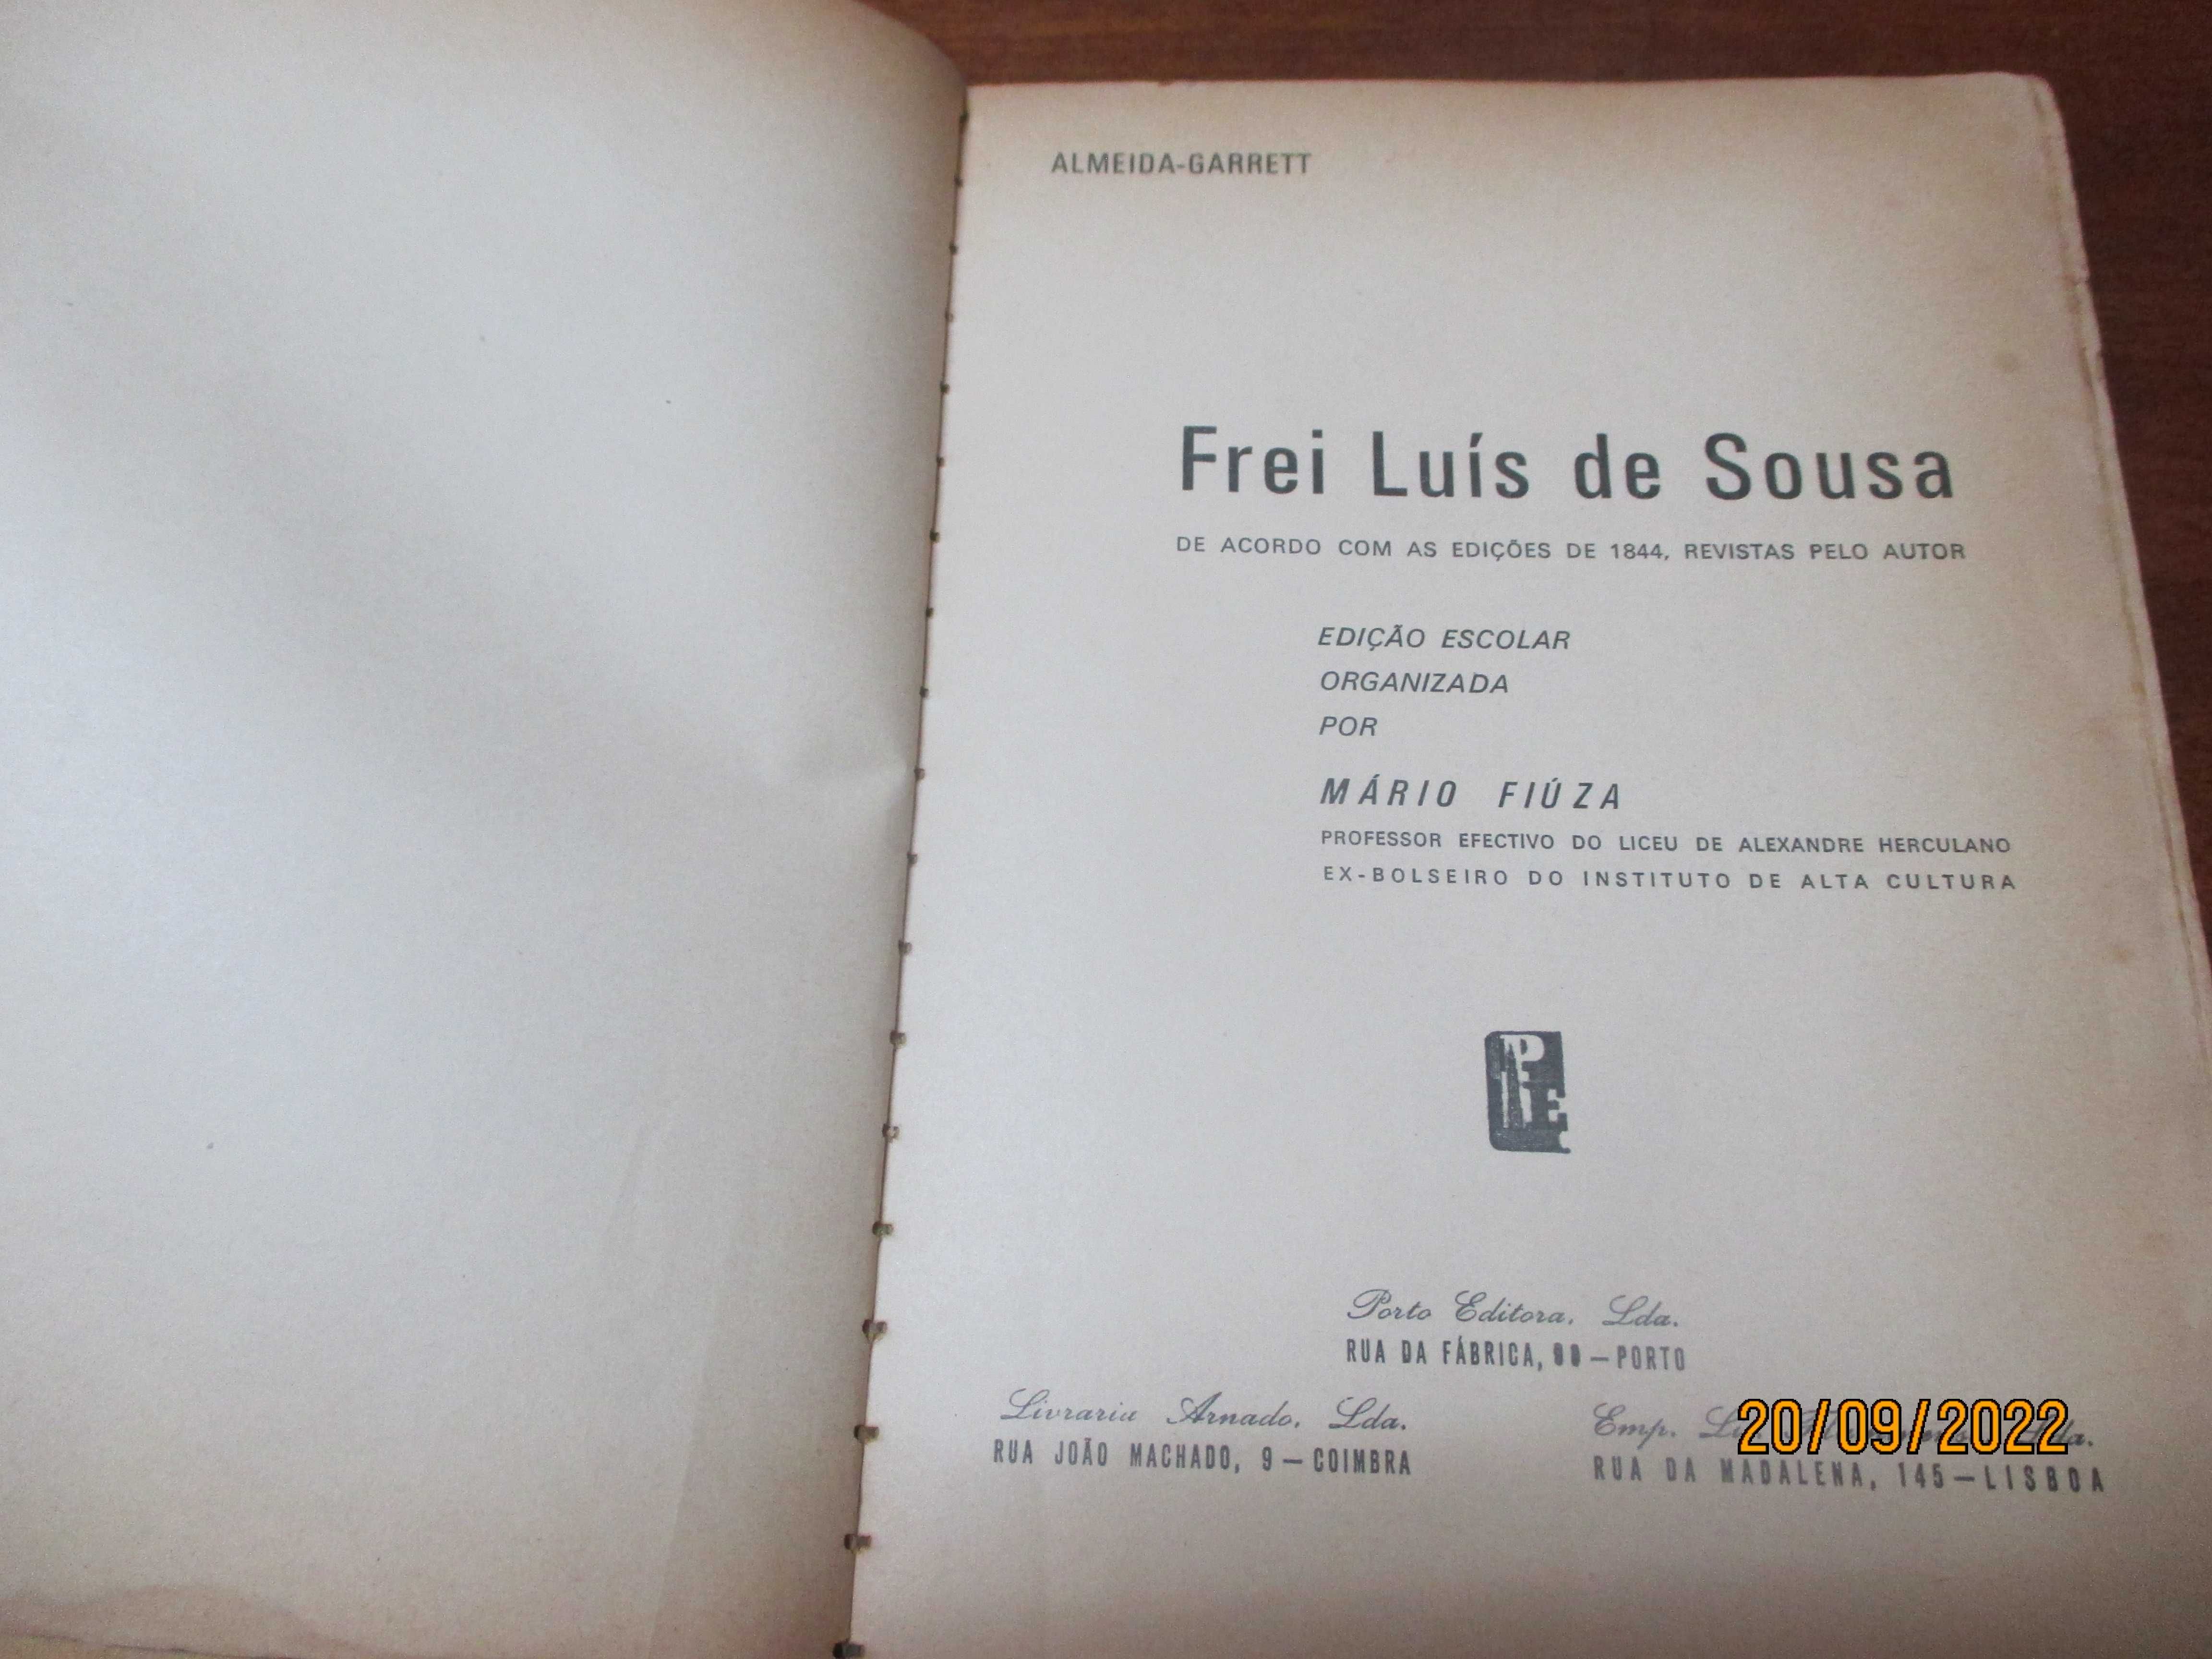 ALMEIDA-GARRETT
Frei Luís de Sousa
DE ACORDO COM AS EDIÇÕES DE 1844, REVISTAS PELO AUTOR
EDIÇÃO ESCOLAR
ORGANIZADA
POR
MÁRIO FIÚZA
PROFESSOR EFECTIVO DO LICEU DE ALEXANDRE HERCULANO
EX-BOLSEIRO DO INSTITUTO DE ALTA CULTURA
PE
Porto Editora, Lda.
RUA DA FÁBRICA, — PORTO
Livraria Arnado, Lda.
RUA JOÃO MACHADO, 9 — COIMBRA
Emp. Lda.
RUA DA MADALENA, 145 — LISBOA
20/09/2022